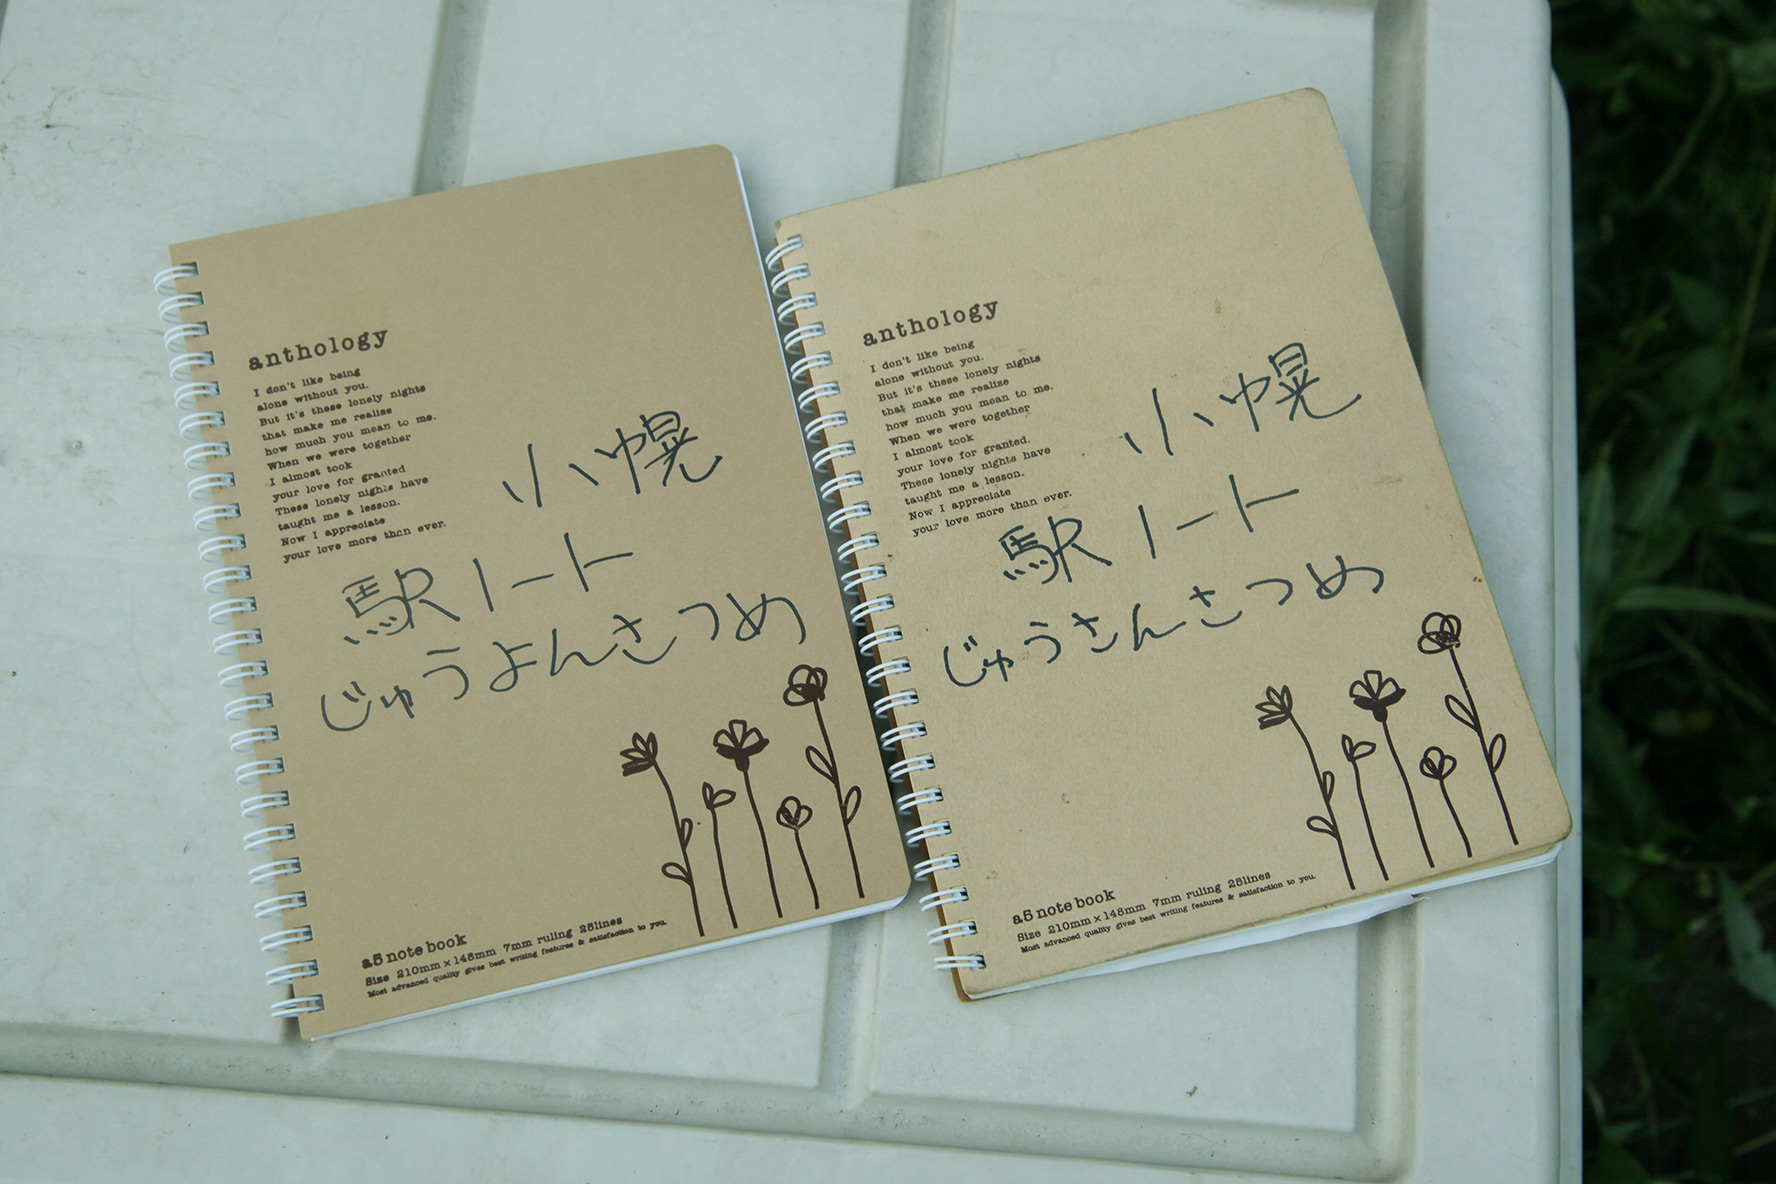 anthology
I don't like being
alone without you.
But it's these lonely nights
that make me realize
how much you mean to me.
When we were together
I almost took
your love for granted.
These lonely nights have
taught me a lesson.
Now I appreciate
your love more than ever.
小幌
駅ノート
じゅうよんさつめ
a5 note book
Size 210mm×148mm 7mm ruling 28lines
Most advanced quality gives best writing features & satisfaction to you.
anthology
I don't like being
alone without you.
But it's these lonely nights
that make me realize
how much you mean to me.
When we were together
I almost took
your love for granted.
These lonely nights have
taught me a lesson.
Now I appreciate
your love more than ever.
小幌
駅ノート
じゅうさんさつめ
a5 note book
Size 210mm×148mm 7mm ruling 28lines
Most advanced quality gives best writing features & satisfaction to you.